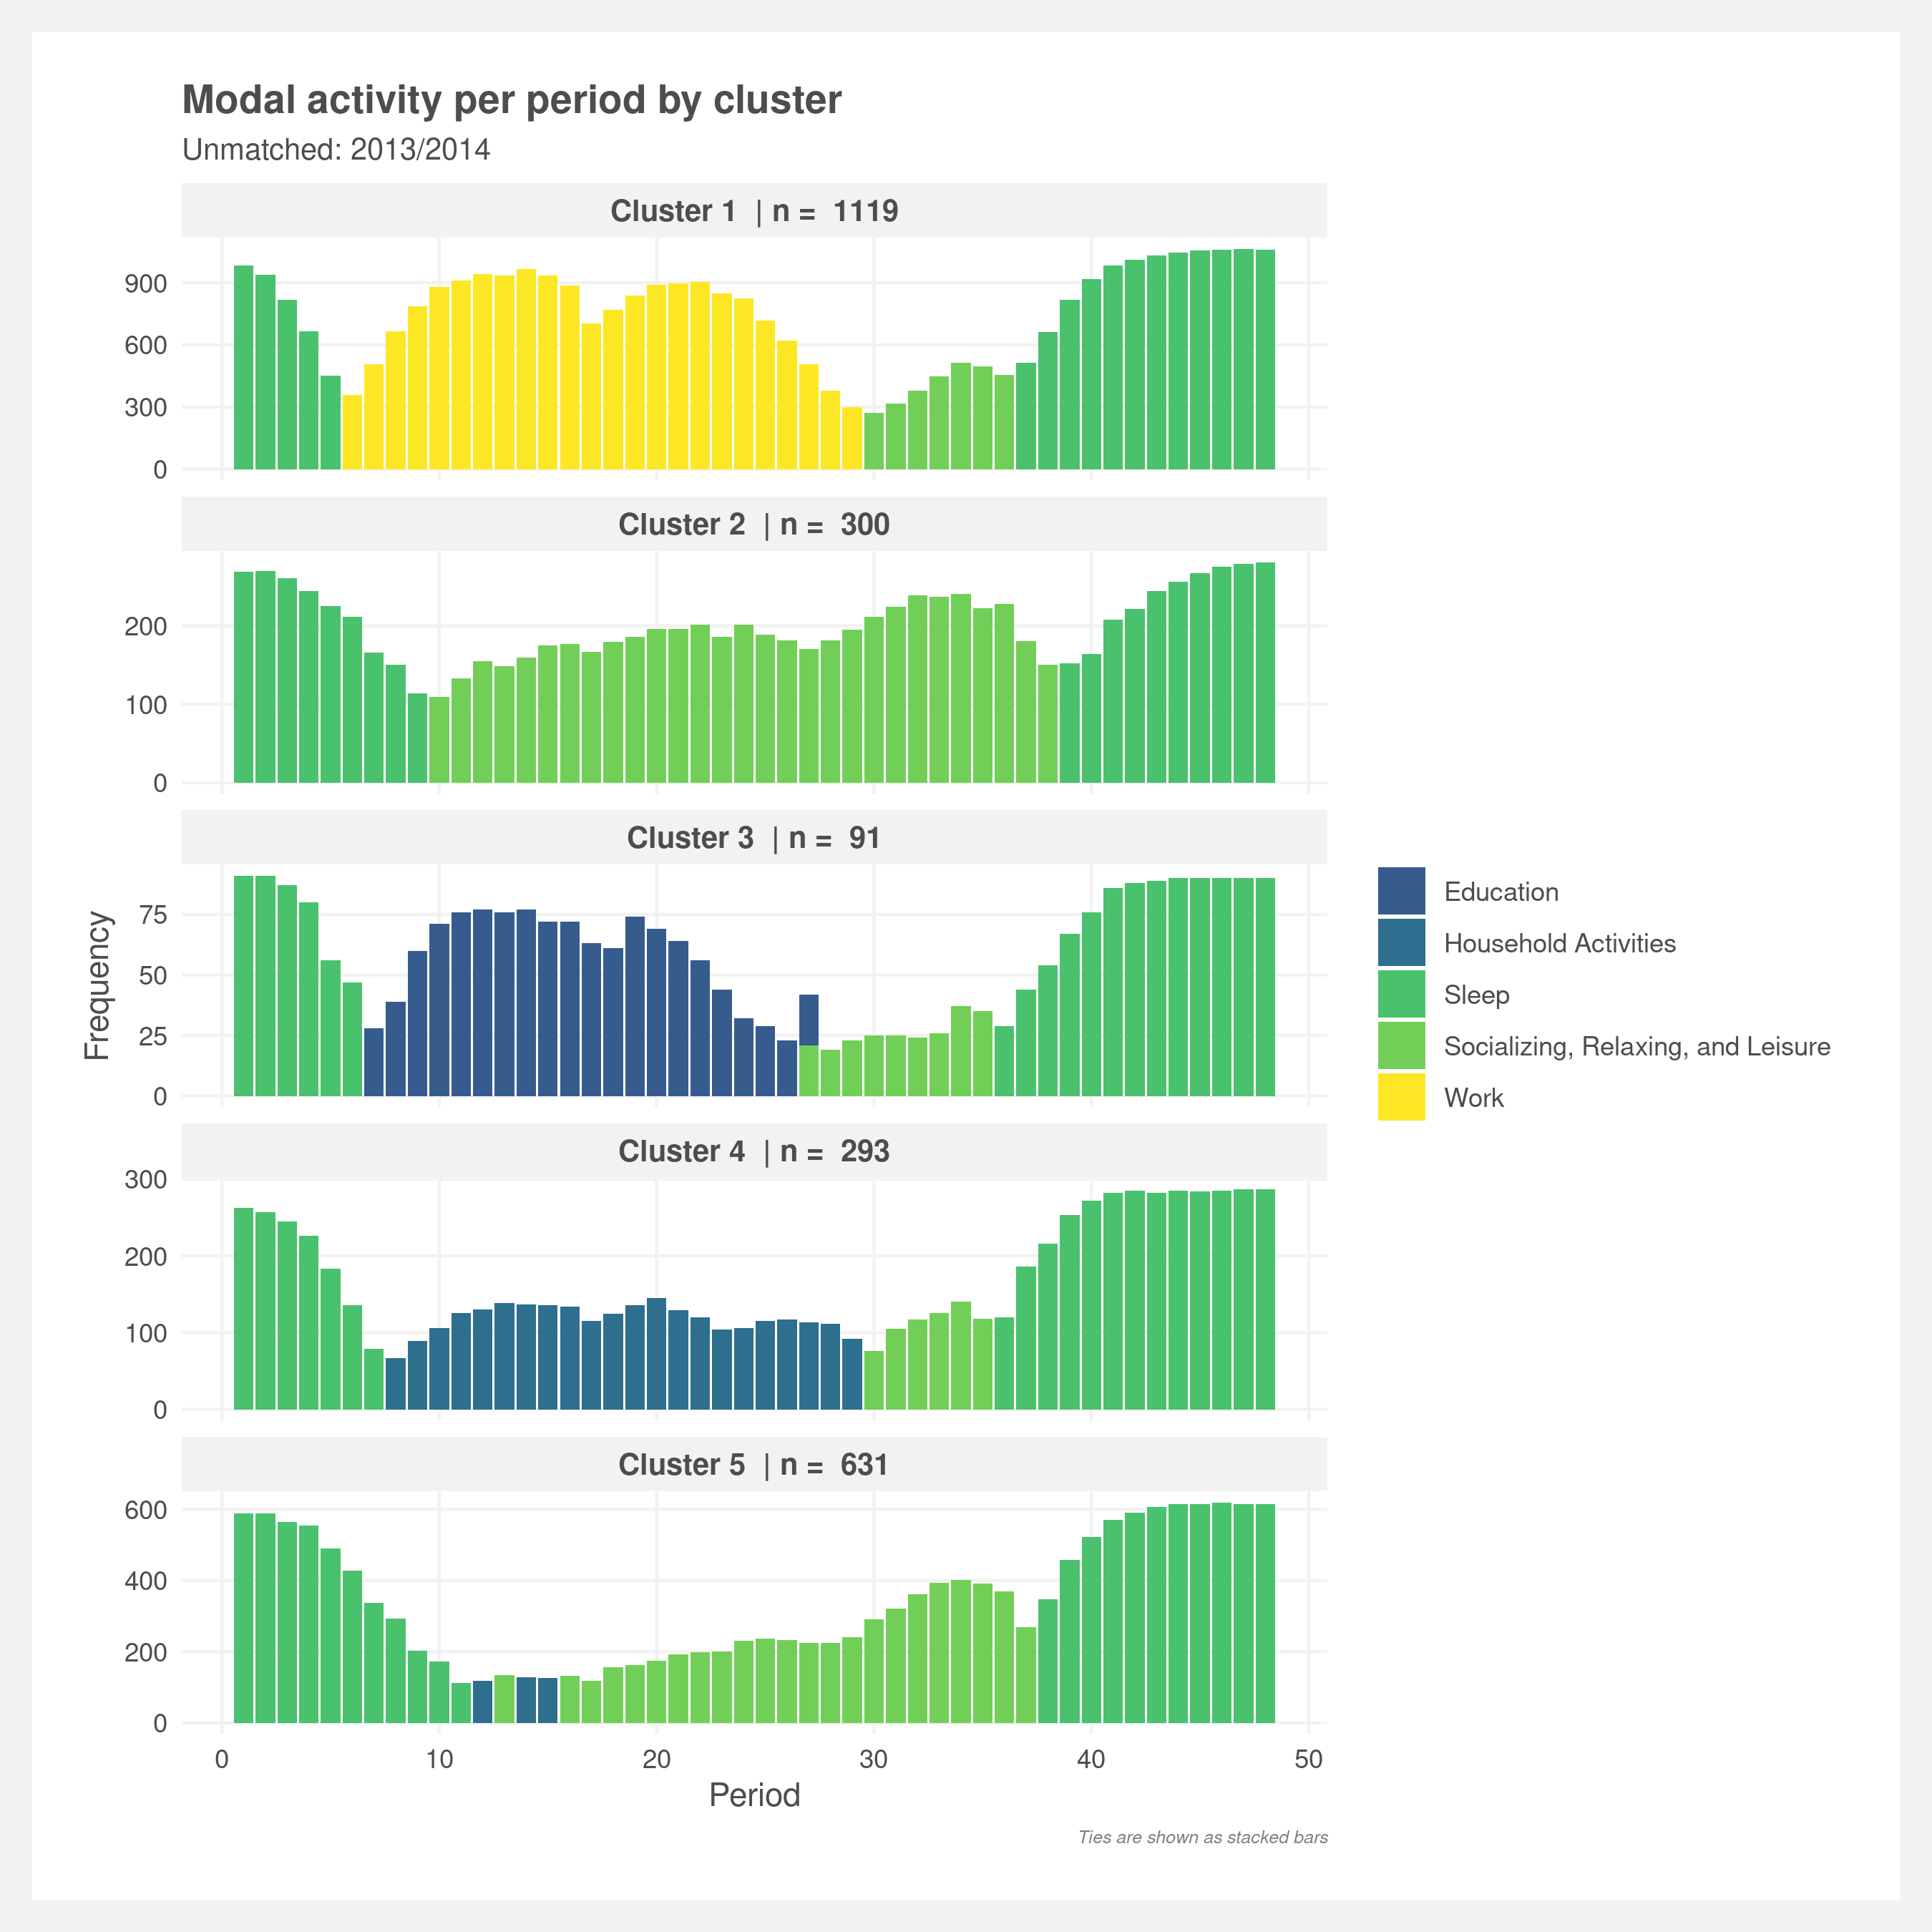 Modal activity per period by cluster
Unmatched: 2013/2014
Cluster 1 | n = 1119
900
600
300
0
Cluster 2 | n = 300
200
100
0
Cluster 3 | n = 91
75
50
25
0
Frequency
Cluster 4 | n = 293
300
200
100
0
Cluster 5 | n = 631
600
400
200
0
0 10 20 30 40 50
Period
Education
Household Activities
Sleep
Socializing, Relaxing, and Leisure
Work
Ties are shown as stacked bars